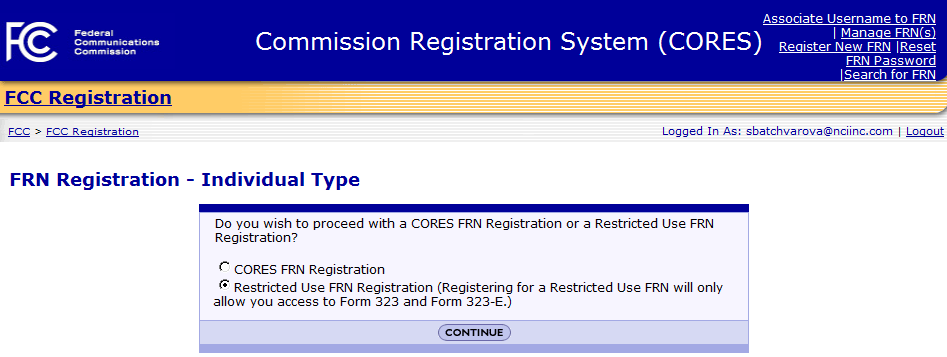 FCC Federal
Communications
Commission
Commission Registration System (CORES)
Associate Username to FRN
| Manage FRN(s)
Register New FRN |Reset
FRN Password
|Search for FRN
FCC Registration
FCC > FCC Registration
Logged In As: sbatchvarova@nciinc.com | Logout
FRN Registration - Individual Type
Do you wish to proceed with a CORES FRN Registration or a Restricted Use FRN
Registration?
CORES FRN Registration
Restricted Use FRN Registration (Registering for a Restricted Use FRN will only
allow you access to Form 323 and Form 323-E.)
CONTINUE